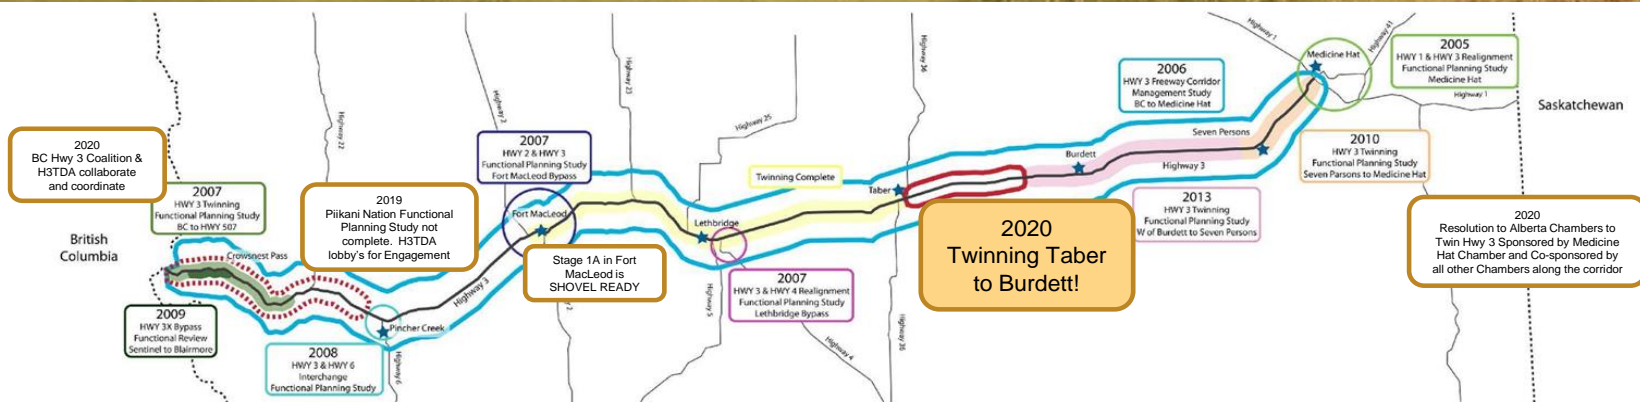 2020
BC Hwy 3 Coalition &
H3TDA collaborate
and coordinate
British
Columbia
2007
HWY 3 Twinning
Functional Planning Study
BC to HWY 507
Crowsnest Pass
2009
HWY 3X Bypass
Functional Review
Sentinel to Blairmore
Highway 22
2019
Piikani Nation Functional
Planning Study not
complete. H3TDA
lobby's for Engagement
2008
HWY 3 & HWY 6
Interchange
Functional Planning Study
Pincher Creek
Highway 6
Highway 3
Highway 2
2007
HWY 2 & HWY 3
Functional Planning Study
Fort MacLeod Bypass
Fort MacLeod
Stage 1A in Fort
MacLeod is
SHOVEL READY
Highway 23
Highway 25
Lethbridge
Highway 5
2007
HWY 3 & HWY 4 Realignment
Functional Planning Study
Lethbridge Bypass
Highway 4
Twinning Complete
Highway 36
Taber
Highway 36
2020
Twinning Taber
to Burdett!
2006
HWY 3 Freeway Corridor
Management Study
BC to Medicine Hat
Burdett
Highway 3
Seven Persons
2013
HWY 3 Twinning
Functional Planning Study
W of Burdett to Seven Persons
Highway 1
Medicine Hat
Highway 41
2005
HWY 1 & HWY 3 Realignment
Functional Planning Study
Medicine Hat
Highway 1
Saskatchewan
2010
HWY 3 Twinning
Functional Planning Study
Seven Parsons to Medicine Hat
2020
Resolution to Alberta Chambers to
Twin Hwy 3 Sponsored by Medicine
Hat Chamber and Co-sponsored by
all other Chambers along the corridor